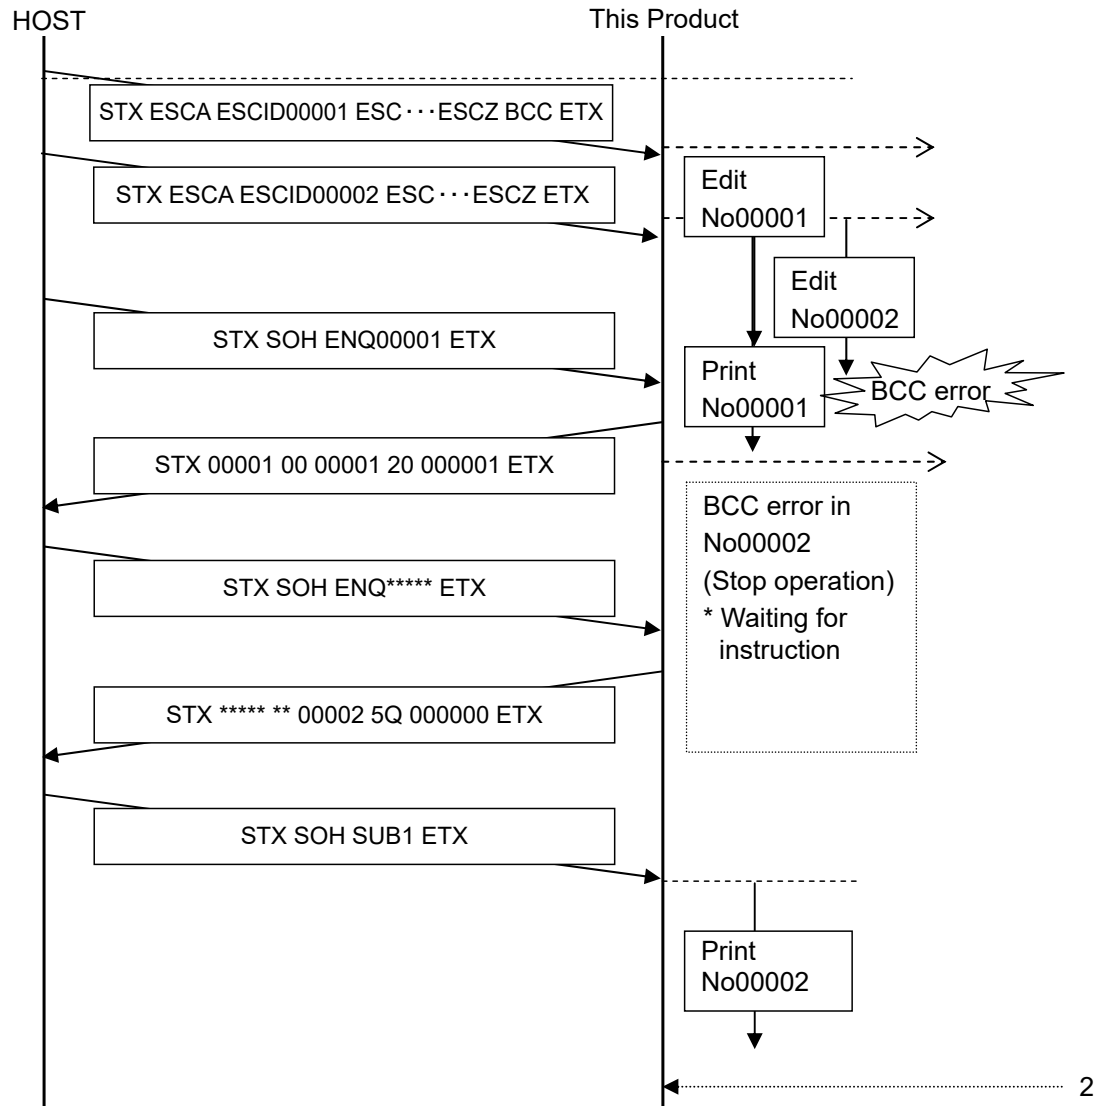 HOST
This Product
STX ESCA ESCID00001 ESC･･･ESCZ BCC ETX
STX ESCA ESCID00002 ESC･･･ESCZ ETX
Edit
No00001
Edit
No00002
STX SOH ENQ00001 ETX
Print
No00001
BCC error
STX 00001 00 00001 20 000001 ETX
BCC error in
No00002
(Stop operation)
* Waiting for
instruction
STX SOH ENQ***** ETX
STX ***** ** 00002 5Q 000000 ETX
STX SOH SUB1 ETX
Print
No00002
2